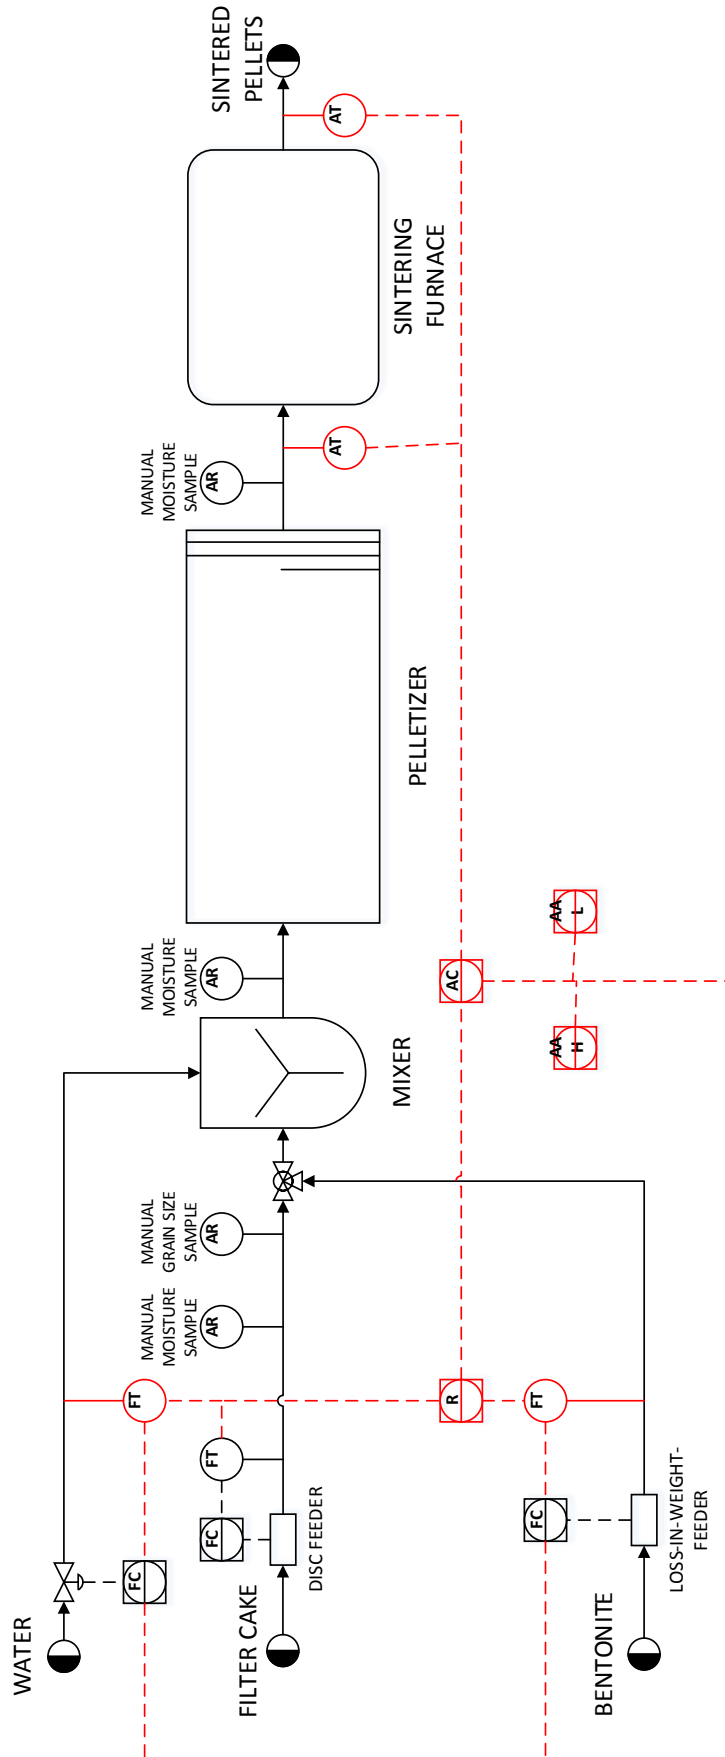 WATER
FC
FT
MANUAL
MOISTURE
SAMPLE
AR
MANUAL
GRAIN SIZE
SAMPLE
AR
MANUAL
MOISTURE
SAMPLE
AR
MANUAL
MOISTURE
SAMPLE
AR
SINTERED
PELLETS
FILTER CAKE
FC
FT
DISC FEEDER
MIXER
PELLETIZER
AT
SINTERING
FURNACE
AT
R
AC
FC
FT
AA
H
AA
L
BENTONITE
LOSS-IN-WEIGHT-
FEEDER